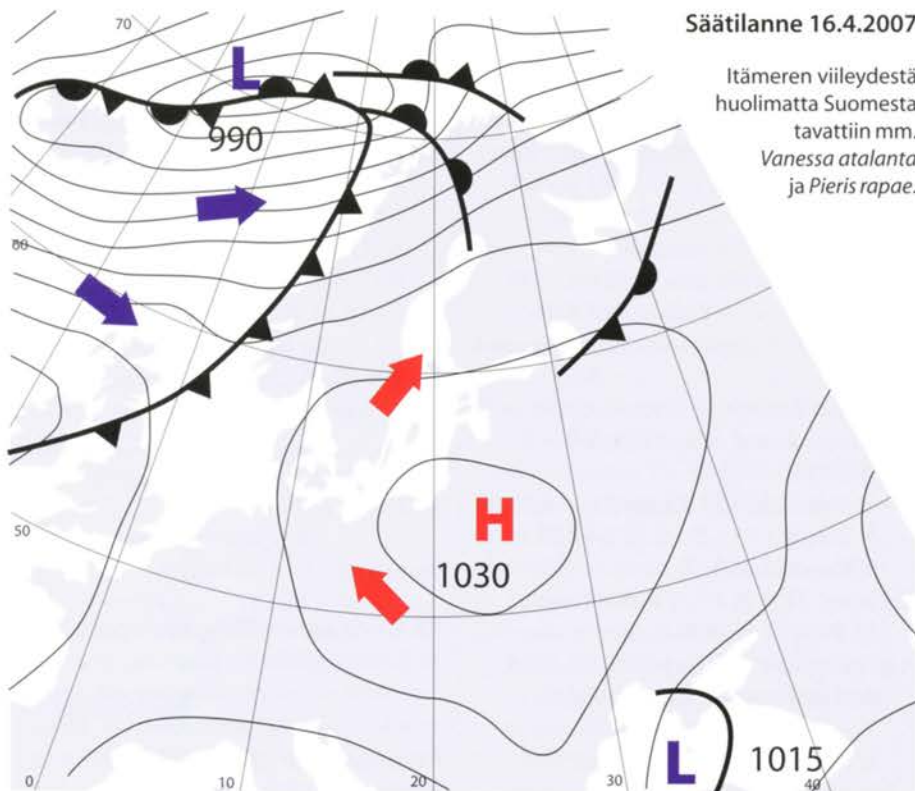 Säätilanne 16.4.2007
Itämeren viileydestä
huolimatta Suomesta
tavattiin mm.
Vanessa atalanta
ja Pieris rapae.
70
L
990
60
50
H
1030
L
1015
0
10
20
30
40